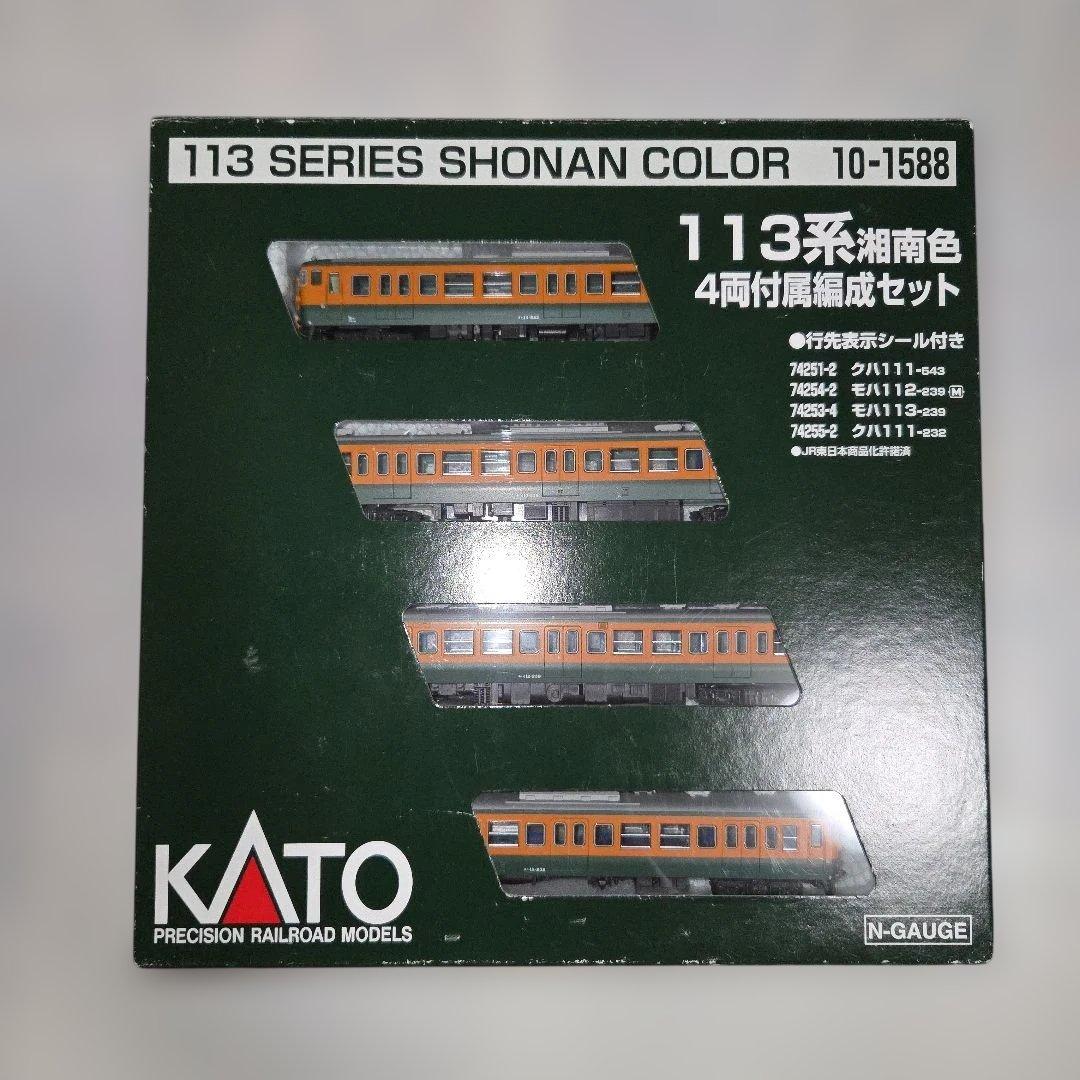 113 SERIES SHONAN COLOR 10-1588
113系湘南色
4両付属編成セット
●行先表示シール付き
74251-2 クハ111-543
74254-2 モハ112-239 M
74253-4 モハ113-239
74255-2 クハ111-232
●JR東日本商品化許諾済
KATO
PRECISION RAILROAD MODELS
N-GAUGE